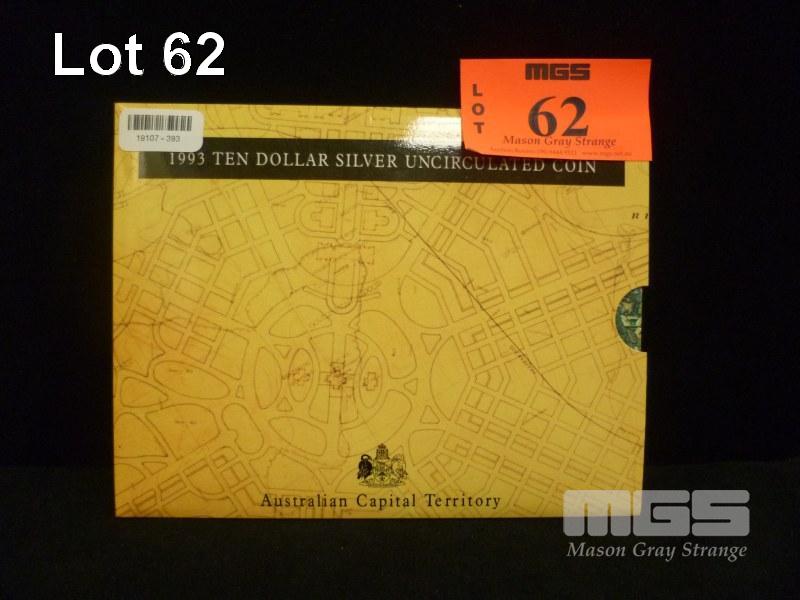 Lot 62
MGS
LOT
62
Mason Gray Strange
19107 - 393
1993 TEN DOLLAR SILVER UNCIRCULATED COIN
Australian Capital Territory
MGS
Mason Gray Strange